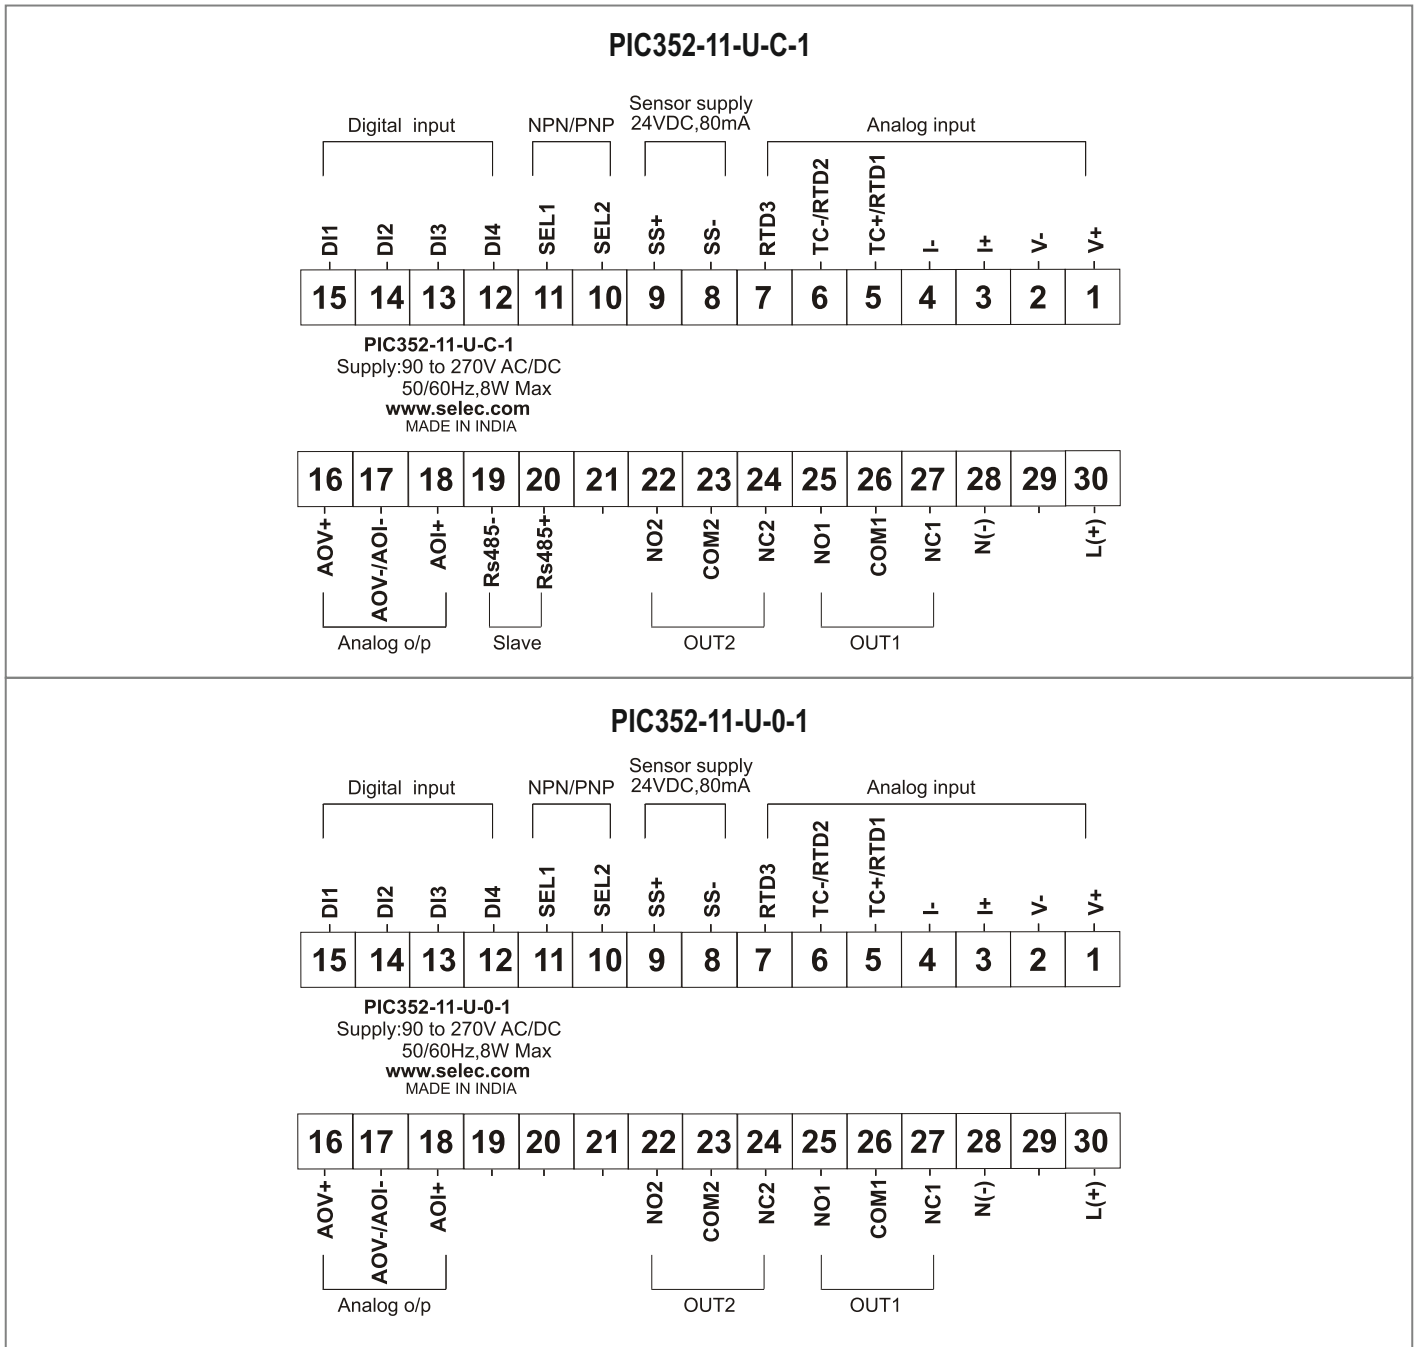 PIC352-11-U-C-1
Sensor supply
Digital input NPN/PNP 24VDC,80mA Analog input
DI1 DI2 DI3 DI4 SEL1 SEL2 SS+ SS- RTD3 TC-/RTD2 TC+/RTD1 I- I+ V- V+
15 14 13 12 11 10 9 8 7 6 5 4 3 2 1
PIC352-11-U-C-1
Supply:90 to 270V AC/DC
50/60Hz,8W Max
www.selec.com
MADE IN INDIA
16 17 18 19 20 21 22 23 24 25 26 27 28 29 30
AOV+ AOV-/AOI- AOI+ Rs485- Rs485+ NO2 COM2 NC2 NO1 COM1 NC1 N(-) L(+)
Analog o/p Slave OUT2 OUT1
PIC352-11-U-0-1
Sensor supply
Digital input NPN/PNP 24VDC,80mA Analog input
DI1 DI2 DI3 DI4 SEL1 SEL2 SS+ SS- RTD3 TC-/RTD2 TC+/RTD1 I- I+ V- V+
15 14 13 12 11 10 9 8 7 6 5 4 3 2 1
PIC352-11-U-0-1
Supply:90 to 270V AC/DC
50/60Hz,8W Max
www.selec.com
MADE IN INDIA
16 17 18 19 20 21 22 23 24 25 26 27 28 29 30
AOV+ AOV-/AOI- AOI+ NO2 COM2 NC2 NO1 COM1 NC1 N(-) L(+)
Analog o/p OUT2 OUT1